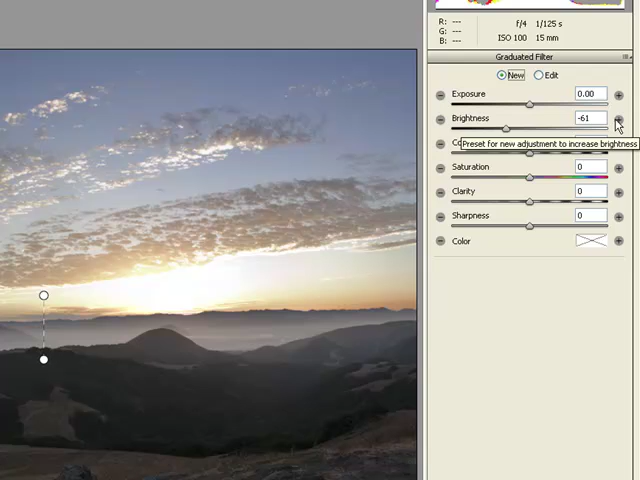 R: ---
G: ---
B: ---
f/4 1/125 s
ISO 100 15 mm
Graduated Filter
New Edit
Exposure 0.00
Brightness -61
Preset for new adjustment to increase brightness
Saturation 0
Clarity 0
Sharpness 0
Color